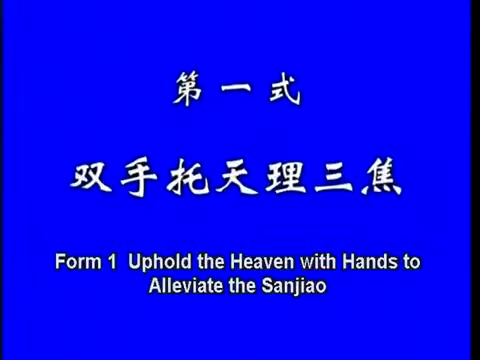 第一式
双手托天理三焦
Form 1 Uphold the Heaven with Hands to
Alleviate the Sanjiao